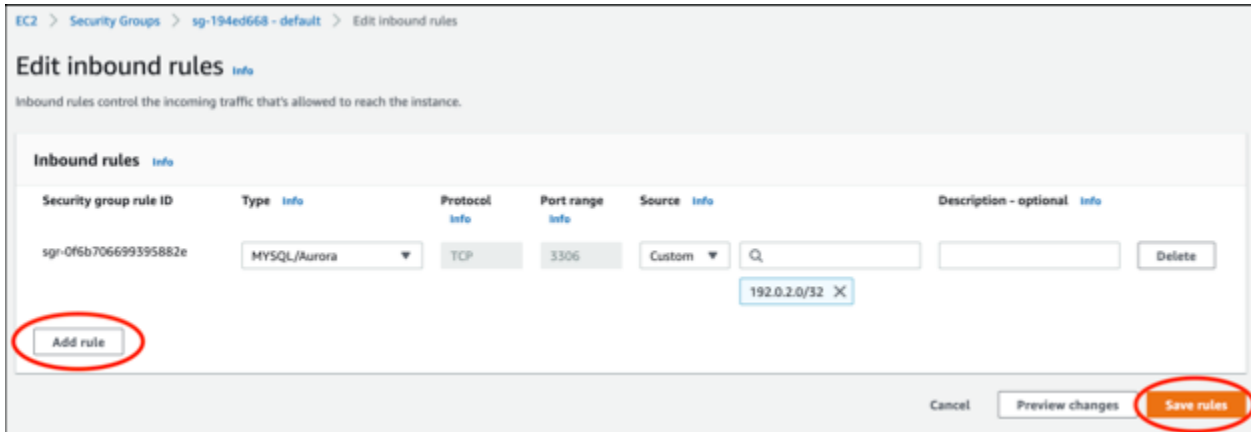 EC2 > Security Groups > sg-194ed668 - default > Edit inbound rules
Edit inbound rules Info
Inbound rules control the incoming traffic that's allowed to reach the instance.
Inbound rules Info
Security group rule ID Type Info Protocol Info Port range Info Source Info Description - optional Info
sgr-0f6b706699395882e MYSQL/Aurora TCP 3306 Custom Delete
192.0.2.0/32 X
Add rule
Cancel Preview changes Save rules